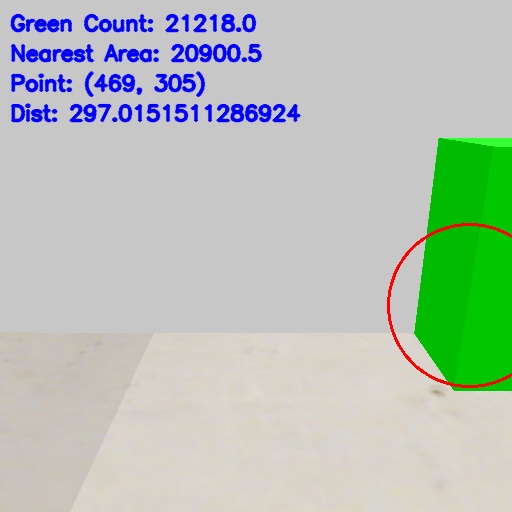 Green Count: 21218.0
Nearest Area: 20900.5
Point: (469, 305)
Dist: 297.0151511286924